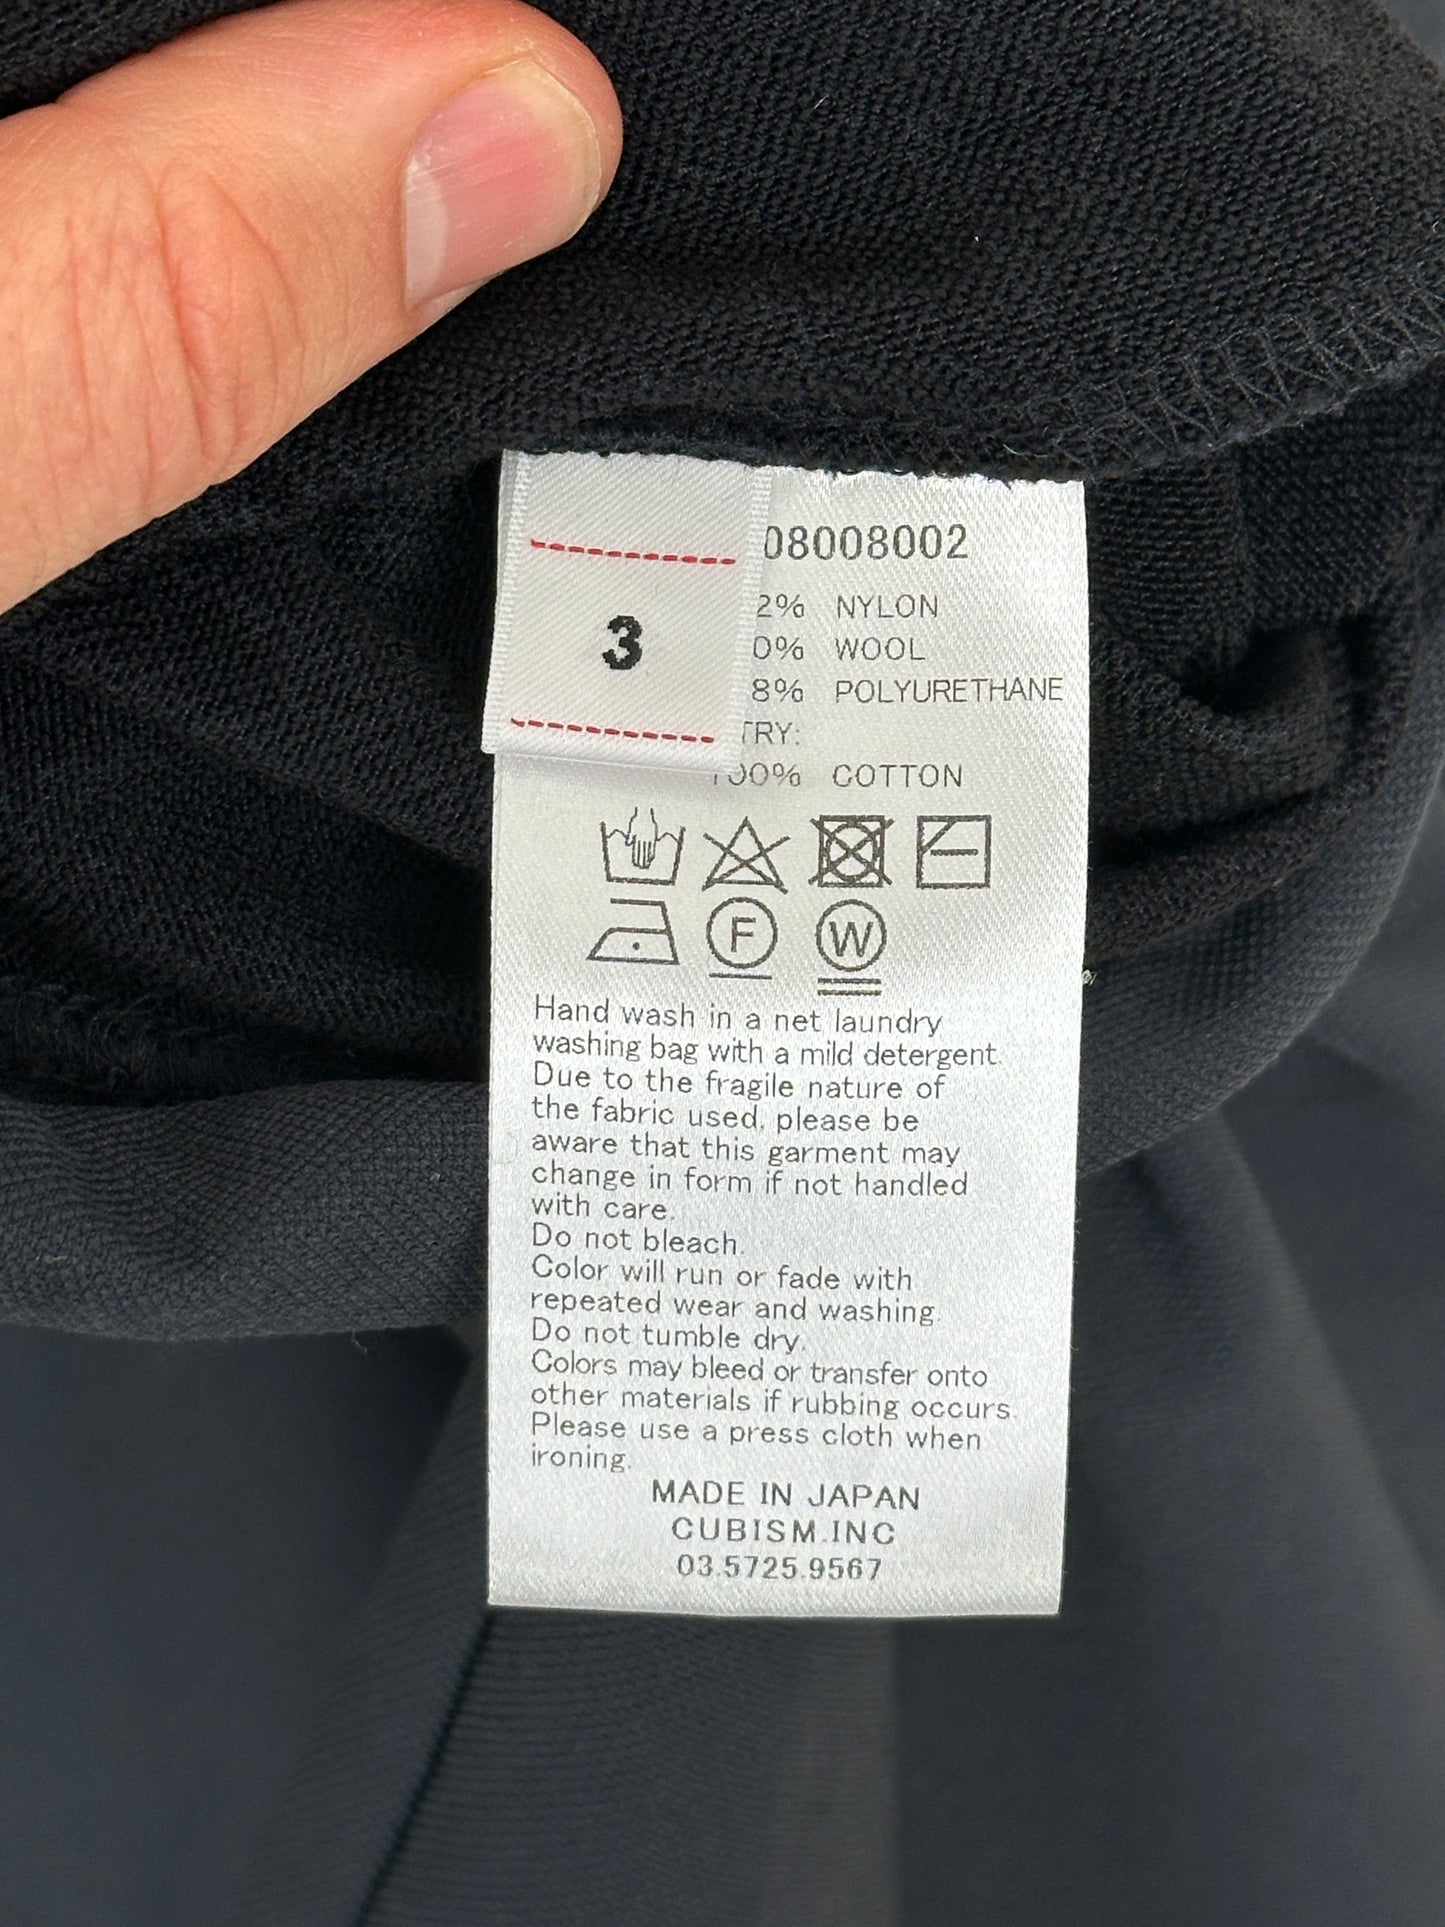 3
08008002
2% NYLON
0% WOOL
8% POLYURETHANE
TRY:
100% COTTON
F
W
Hand wash in a net laundry
washing bag with a mild detergent.
Due to the fragile nature of
the fabric used, please be
aware that this garment may
change in form if not handled
with care.
Do not bleach.
Color will run or fade with
repeated wear and washing.
Do not tumble dry.
Colors may bleed or transfer onto
other materials if rubbing occurs.
Please use a press cloth when
ironing.
MADE IN JAPAN
CUBISM.INC
03.5725.9567